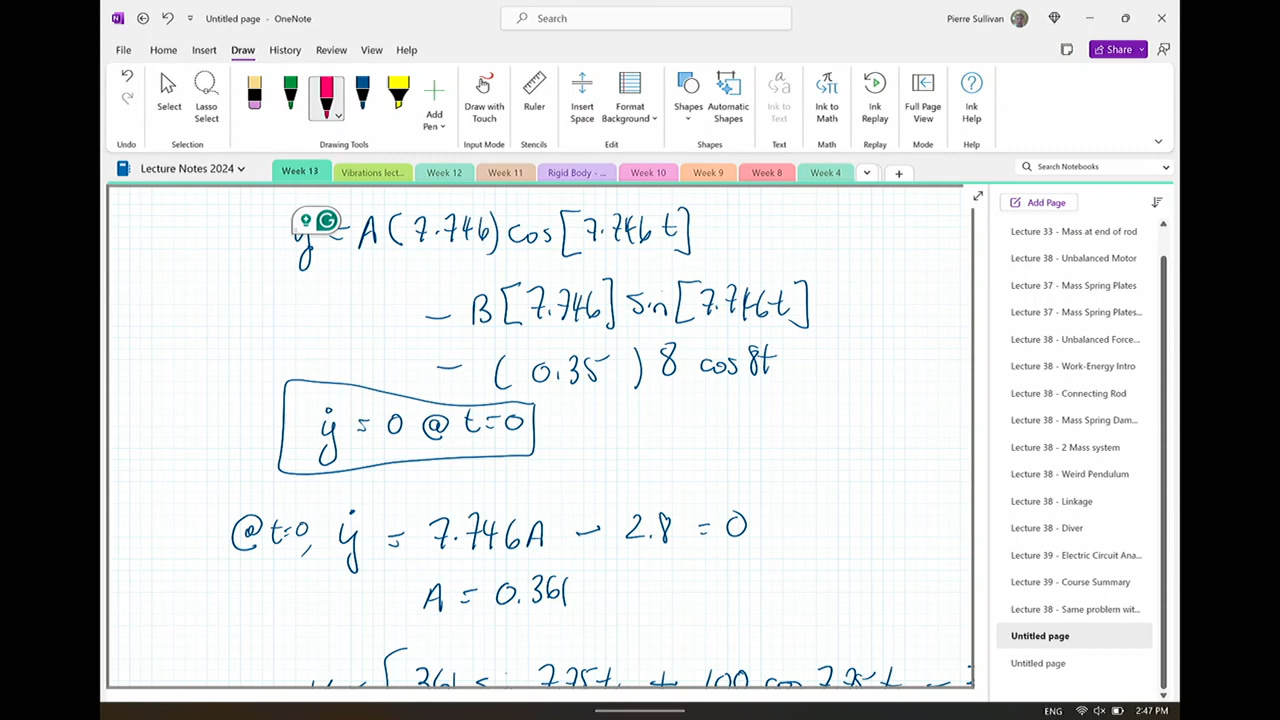 Untitled page - OneNote
Search
Pierre Sullivan
File Home Insert Draw History Review View Help
Share
Undo
Select
Lasso Select
Add Pen
Draw with Touch
Ruler
Insert Space
Format Background
Shapes
Automatic Shapes
Ink to Text
Ink to Math
Ink Replay
Full Page View
Ink Help
Undo Selection Drawing Tools Input Mode Stencils Edit Shapes Text Math Replay Mode Help
Lecture Notes 2024
Week 13 Vibrations lect... Week 12 Week 11 Rigid Body - ... Week 10 Week 9 Week 8 Week 4
Search Notebooks
Add Page
Lecture 33 - Mass at end of rod
Lecture 38 - Unbalanced Motor
Lecture 37 - Mass Spring Plates
Lecture 37 - Mass Spring Plates...
Lecture 38 - Unbalanced Force...
Lecture 36 - Work-Energy Intro
Lecture 38 - Connecting Rod
Lecture 38 - Mass Spring Dam...
Lecture 38 - 2 Mass system
Lecture 38 - Weird Pendulum
Lecture 38 - Linkage
Lecture 38 - Diver
Lecture 39 - Electric Circuit Ana...
Lecture 39 - Course Summary
Lecture 38 - Same problem wit...
Untitled page
Untitled page
y = A(7.746) cos[7.746 t]
- B[7.746] sin[7.746t]
- (0.35) 8 cos 8t
ẏ = 0 @ t=0
@ t=0, ẏ = 7.746A - 2.8 = 0
A = 0.361
ENG 2:47 PM